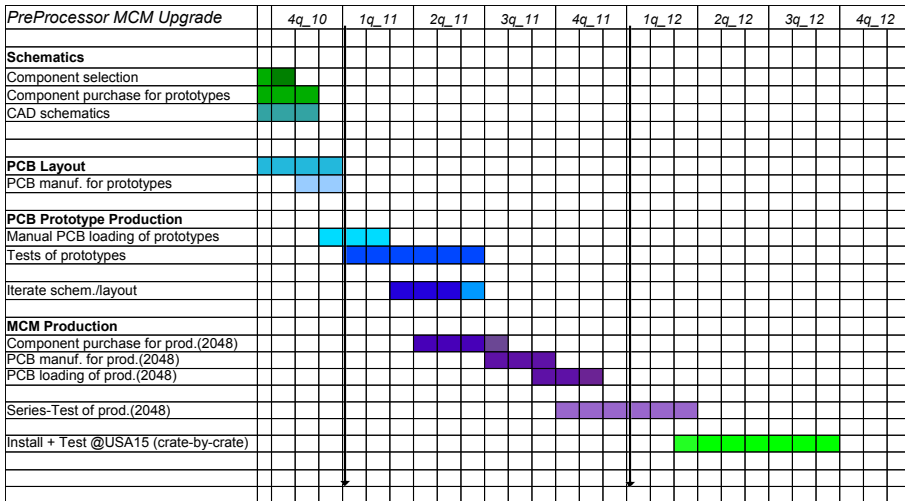 PreProcessor MCM Upgrade 4q_10 1q_11 2q_11 3q_11 4q_11 1q_12 2q_12 3q_12 4q_12
Schematics
Component selection
Component purchase for prototypes
CAD schematics
PCB Layout
PCB manuf. for prototypes
PCB Prototype Production
Manual PCB loading of prototypes
Tests of prototypes
Iterate schem./layout
MCM Production
Component purchase for prod.(2048)
PCB manuf. for prod.(2048)
PCB loading of prod.(2048)
Series-Test of prod.(2048)
Install + Test @USA15 (crate-by-crate)